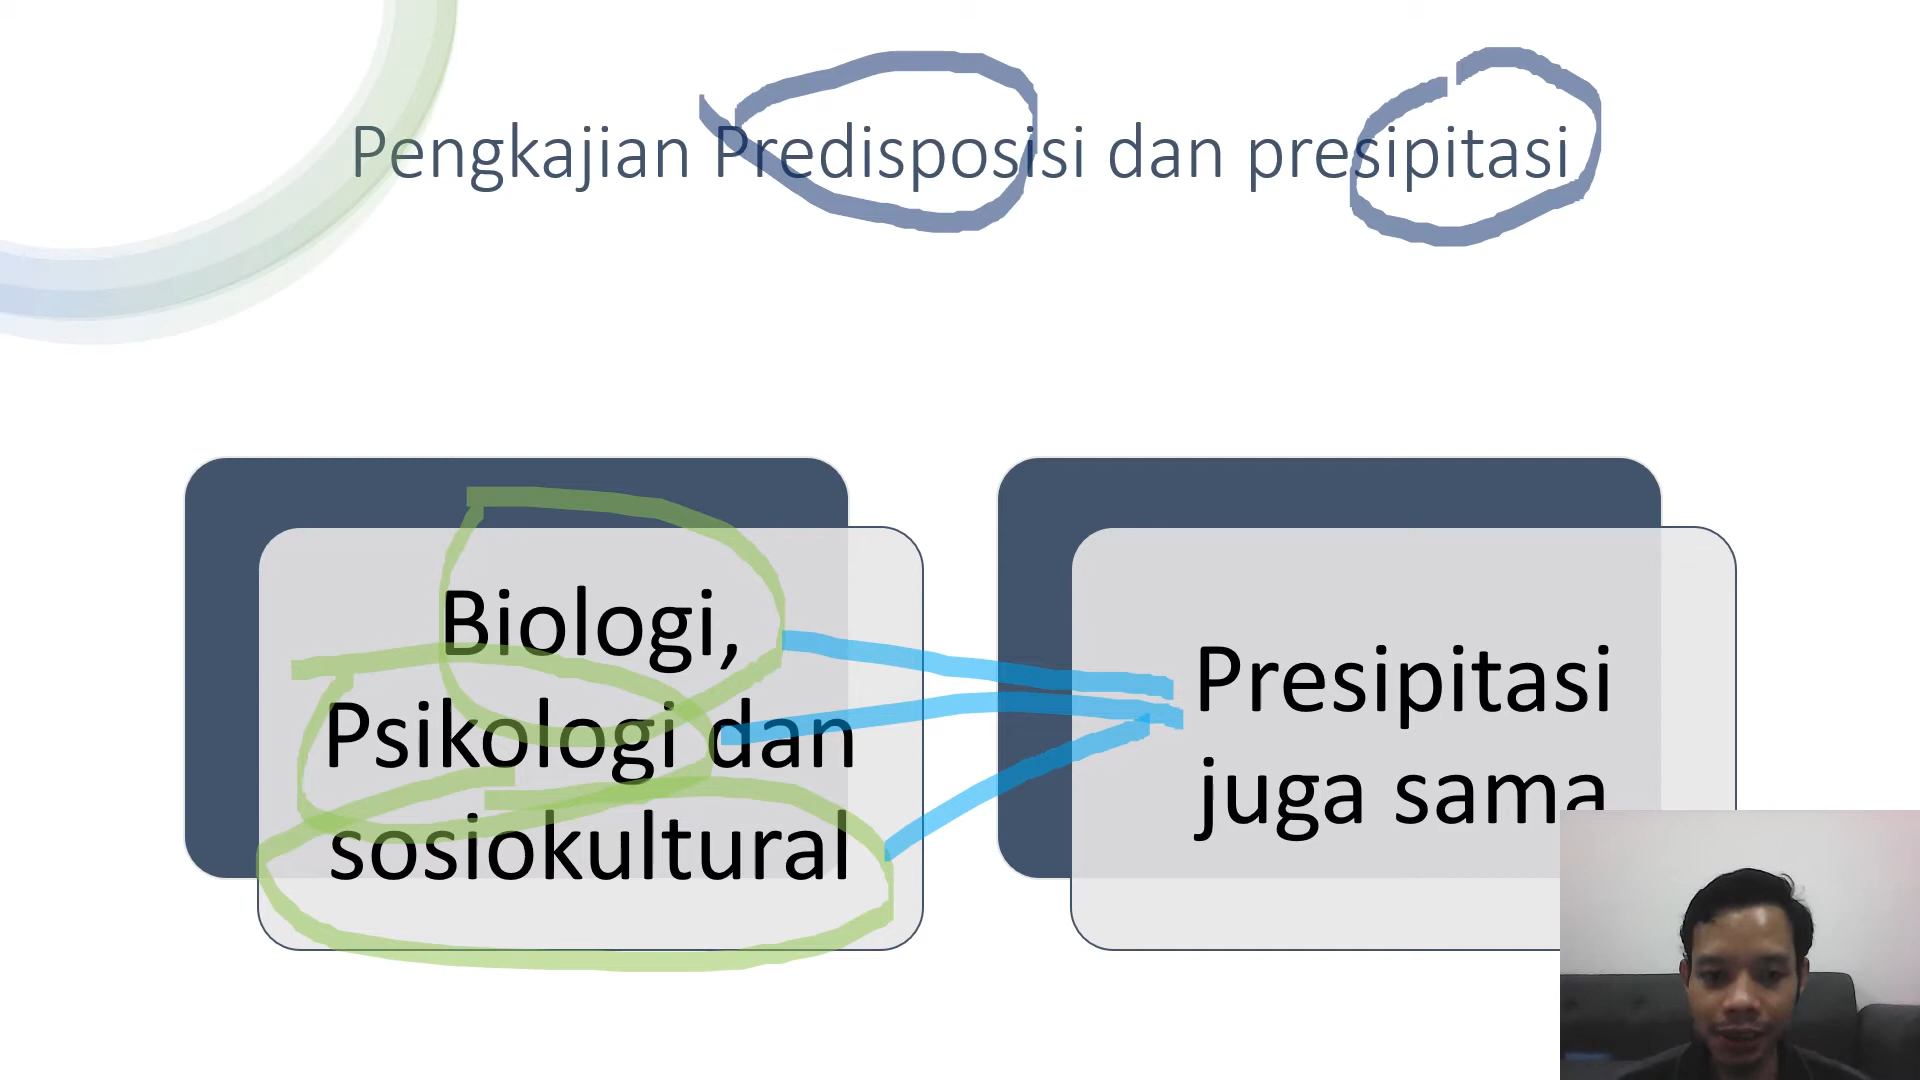 Pengkajian Predisposisi dan presipitasi
Biologi,
Psikologi dan
sosiokultural
Presipitasi
juga sama